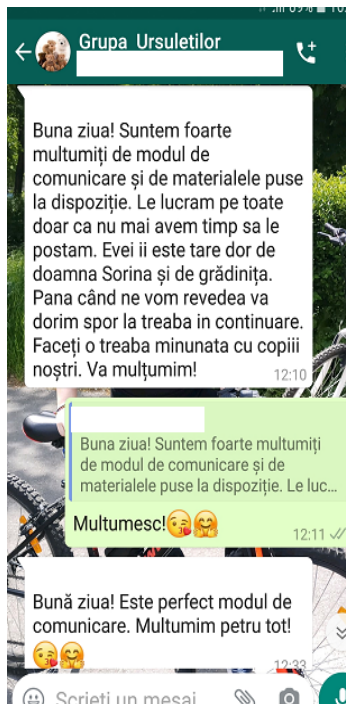 69%
Grupa Ursuletilor
Buna ziua! Suntem foarte
multumiți de modul de
comunicare și de materialele puse
la dispoziție. Le lucram pe toate
doar ca nu mai avem timp sa le
postam. Evei ii este tare dor de
doamna Sorina și de grădinița.
Pana când ne vom revedea va
dorim spor la treaba in continuare.
Faceți o treaba minunata cu copiii
noștri. Va mulțumim!
12:10
Buna ziua! Suntem foarte multumiți
de modul de comunicare și de
materialele puse la dispoziție. Le luc...
Multumesc!😘🤗
12:11
Bună ziua! Este perfect modul de
comunicare. Multumim petru tot!
😘🤗
12:33
Scrieți un mesaj